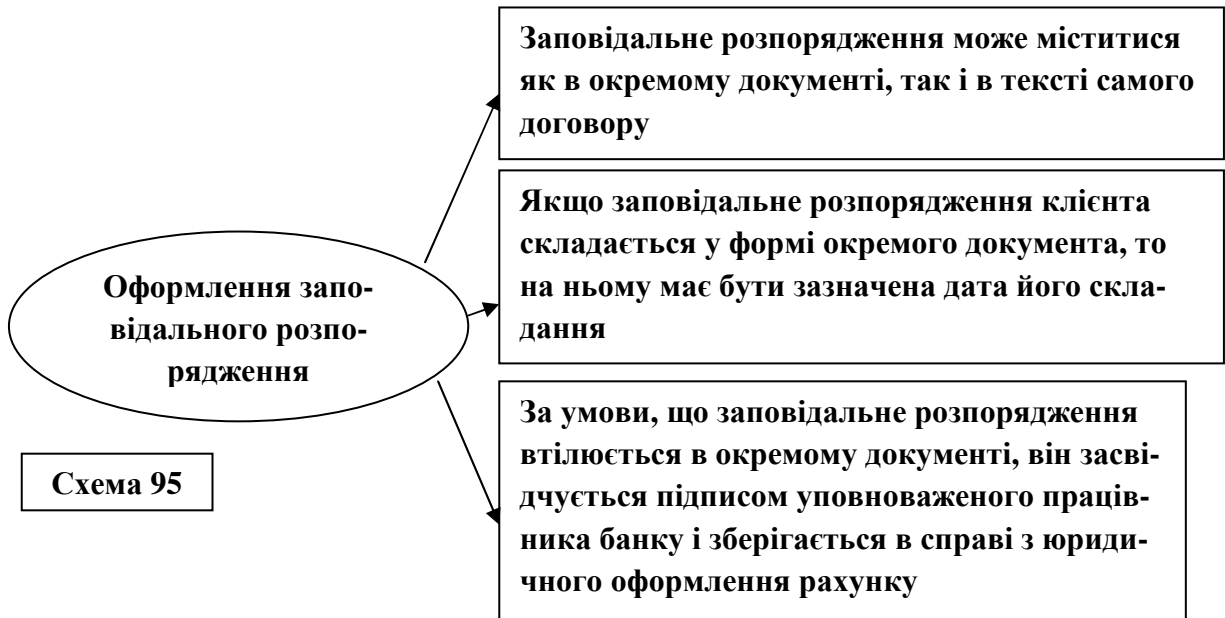 Заповідальне розпорядження може міститися
як в окремому документі, так і в тексті самого
договору
Якщо заповідальне розпорядження клієнта
складається у формі окремого документа, то
на ньому має бути зазначена дата його скла-
дання
Оформлення запо-
відального розпо-
рядження
За умови, що заповідальне розпорядження
втілюється в окремому документі, він засві-
дчується підписом уповноваженого праців-
ника банку і зберігається в справі з юриди-
чного оформлення рахунку
Схема 95